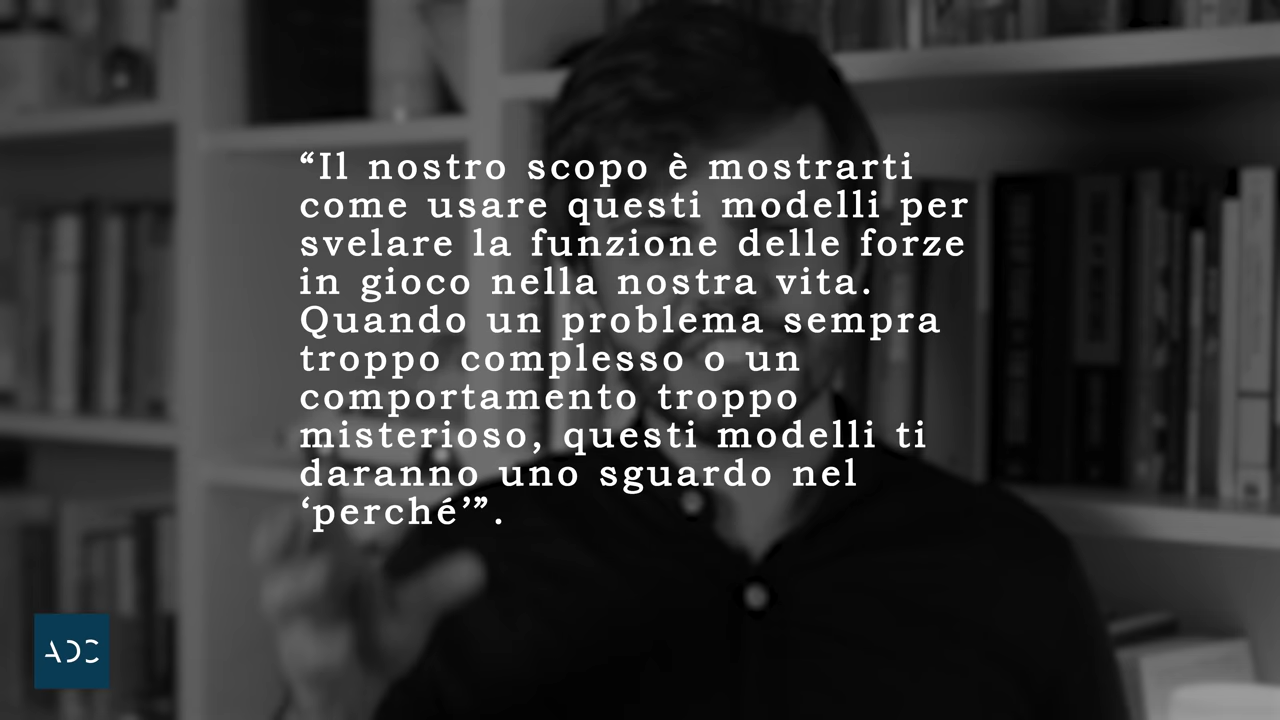 “Il nostro scopo è mostrarti
come usare questi modelli per
svelare la funzione delle forze
in gioco nella nostra vita.
Quando un problema sempra
troppo complesso o un
comportamento troppo
misterioso, questi modelli ti
daranno uno sguardo nel
‘perché’”.
ADC